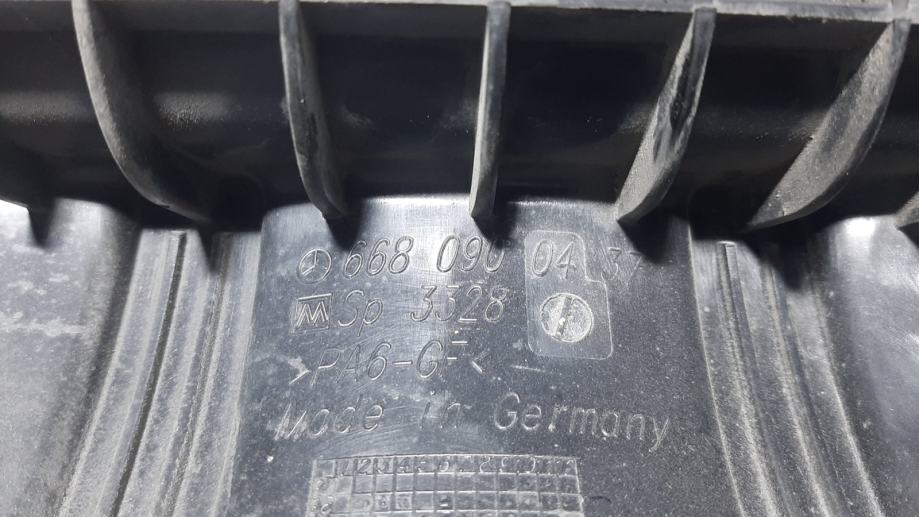 668 090 04 37
M Sp 3328
>PA6-GF<
Made in Germany